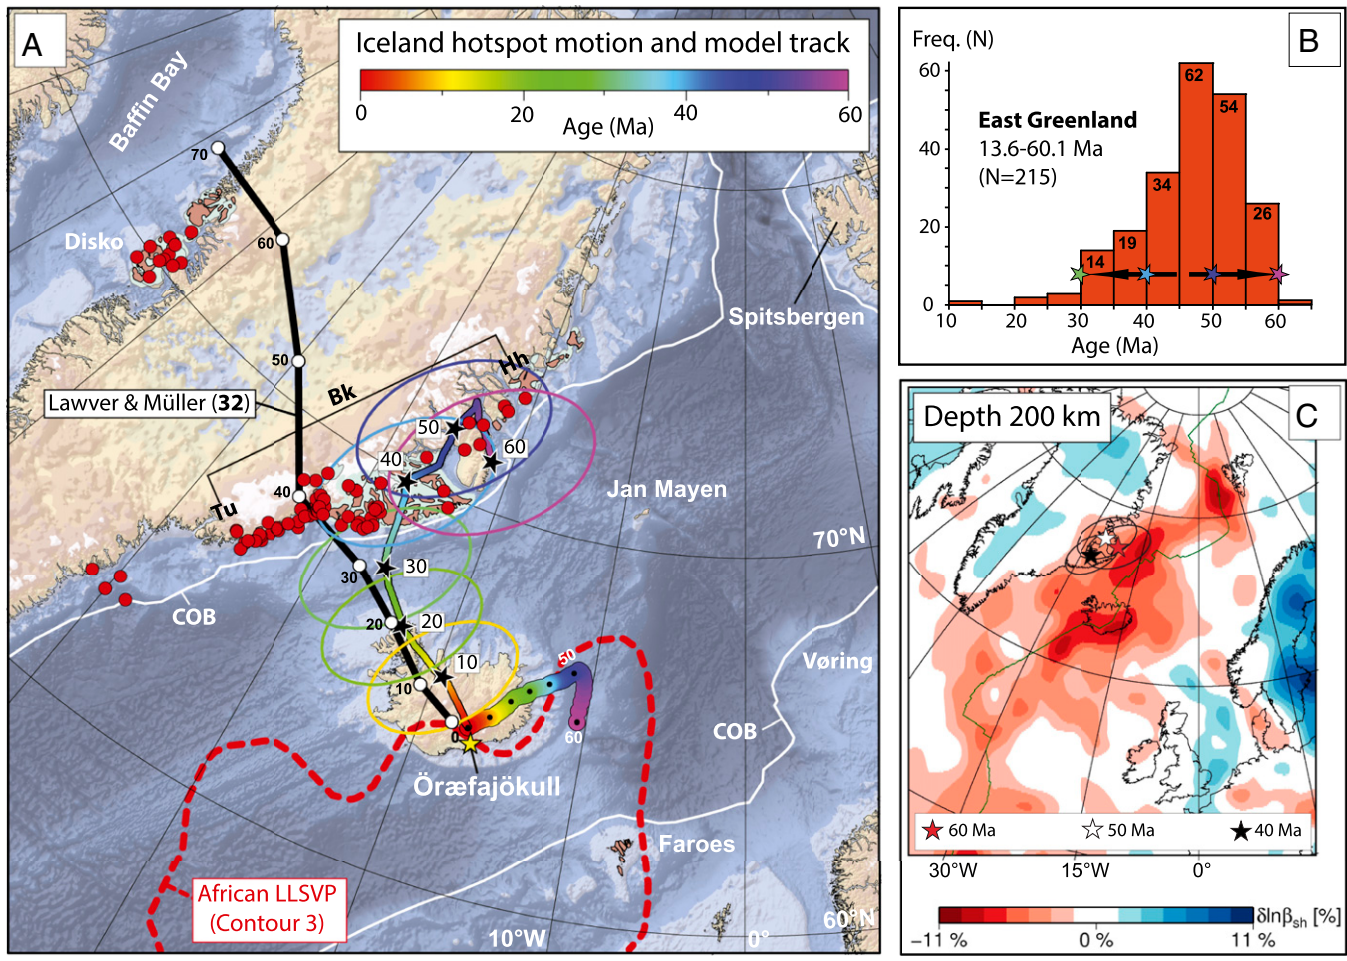 A
Iceland hotspot motion and model track
0
20
40
60
Age (Ma)
Baffin Bay
70
60
Disko
50
Lawver & Müller (32)
Bk
Hh
Spitsbergen
50
60
40
40
Tu
Jan Mayen
70°N
30
30
COB
20
20
10
10
50
Vøring
0
60
COB
Öræfajökull
Faroes
African LLSVP
(Contour 3)
60°N
10°W
0°
B
Freq. (N)
60
40
20
0
East Greenland
13.6-60.1 Ma
(N=215)
14
19
34
62
54
26
10
20
30
40
50
60
Age (Ma)
C
Depth 200 km
60 Ma
50 Ma
40 Ma
30°W
15°W
0°
δlnβsh [%]
−11 %
0 %
11 %